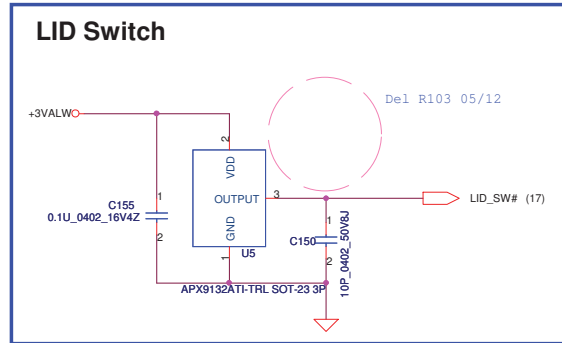 LID Switch
Del R103 05/12
+3VALW
2
VDD
1
C155
0.1U_0402_16V4Z
2
OUTPUT
3
LID_SW# (17)
GND
1
U5
1
C150
2
10P_0402_50V8J
APX9132ATI-TRL SOT-23 3P